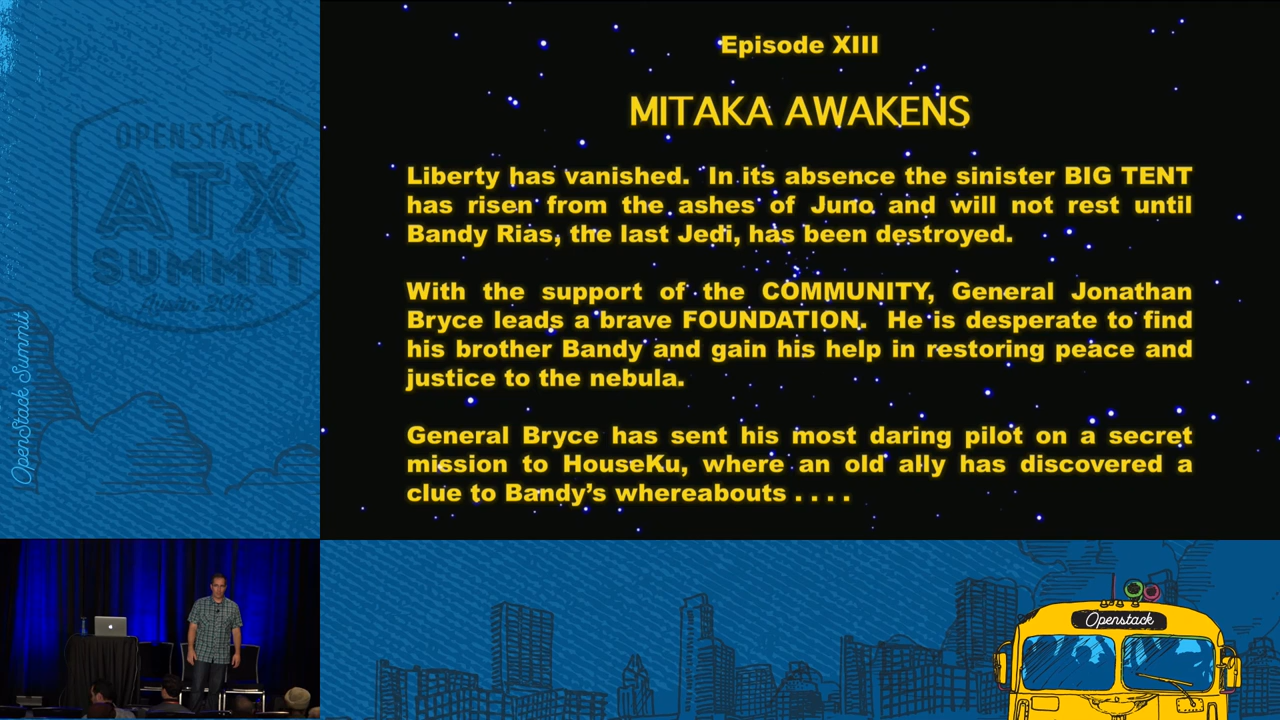 OPENSTACK
ATX
SUMMIT
Austin 2016
OpenStack Summit
Episode XIII
MITAKA AWAKENS
Liberty has vanished. In its absence the sinister BIG TENT
has risen from the ashes of Juno and will not rest until
Bandy Rias, the last Jedi, has been destroyed.
With the support of the COMMUNITY, General Jonathan
Bryce leads a brave FOUNDATION. He is desperate to find
his brother Bandy and gain his help in restoring peace and
justice to the nebula.
General Bryce has sent his most daring pilot on a secret
mission to HouseKu, where an old ally has discovered a
clue to Bandy’s whereabouts . . . .
Openstack